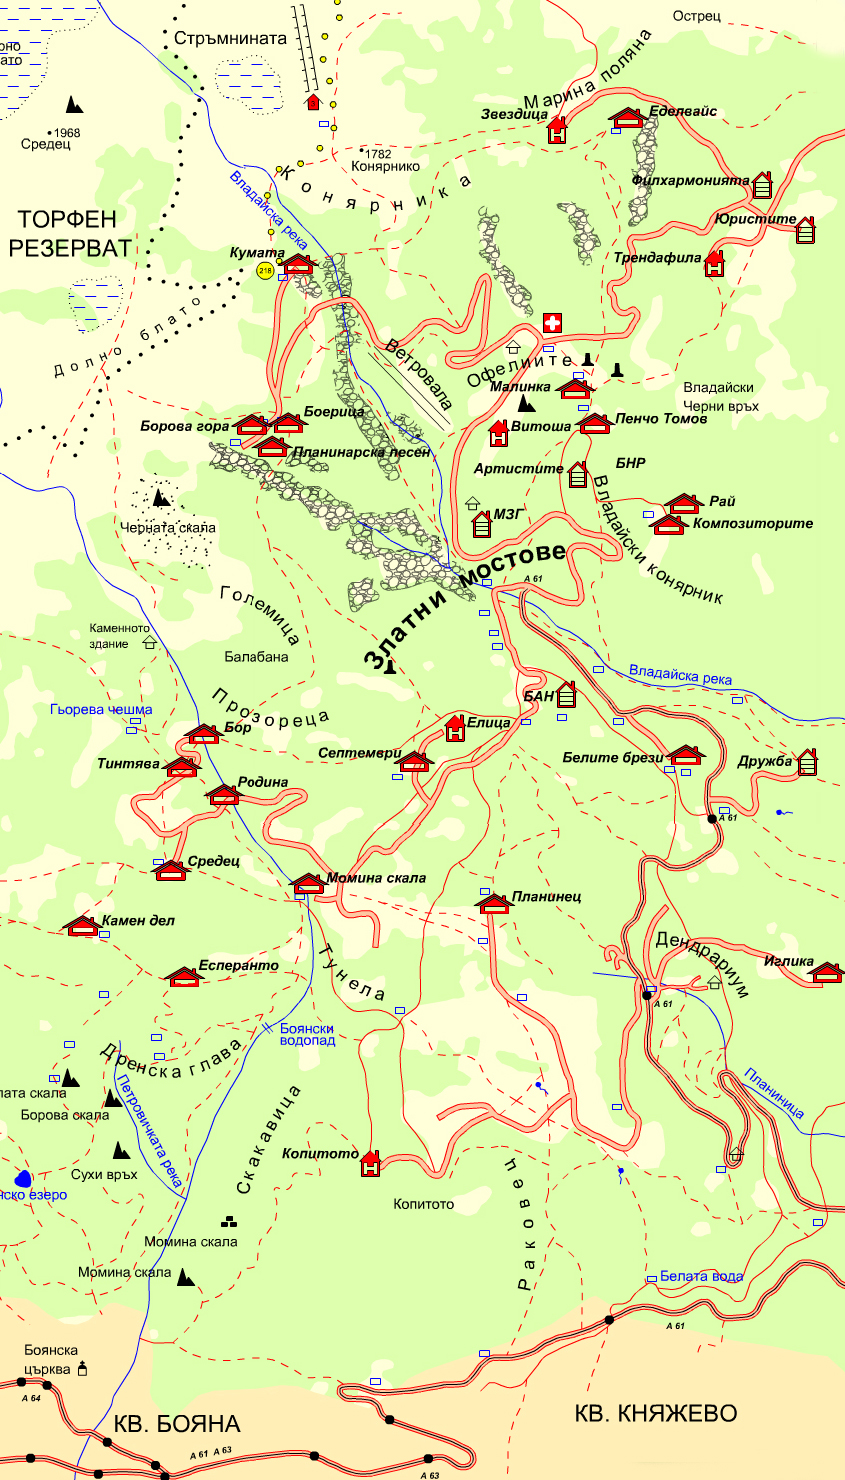 Острец
Стръмнината
ато
Марина поляна
Звездица
Еделвайс
1968
Средец
1782
Конярнико
Конярника
Владайска река
Филхармонията
Юристите
ТОРФЕН
РЕЗЕРВАТ
Кумата
218
Трендафила
Долно блато
Ветровала
Офелиите
Малинка
Владайски
Черни връх
Боерица
Борова гора
Планинарска песен
Витоша
Пенчо Томов
Артистите
БНР
Рай
Композиторите
МЗГ
Черната скала
Владайски конярник
Златни мостове
А 61
Големица
Каменното
здание
Балабана
Владайска река
Гьорева чешма
Прозореца
БАН
Бор
Елица
Септември
Тинтява
Белите брези
Дружба
Родина
А 61
Средец
Момина скала
Планинец
Камен дел
Дендрариум
Есперанто
Иглика
Тунела
А 61
Боянски
водопад
Дренска глава
Петровичката река
Планиница
лата скала
Борова скала
Скакавица
Копитото
Раковец
Сухи връх
нско езеро
Копитото
Момина скала
Момина скала
Белата вода
А 61
Боянска
църква
А 64
КВ. БОЯНА
КВ. КНЯЖЕВО
А 61 А 63
А 63